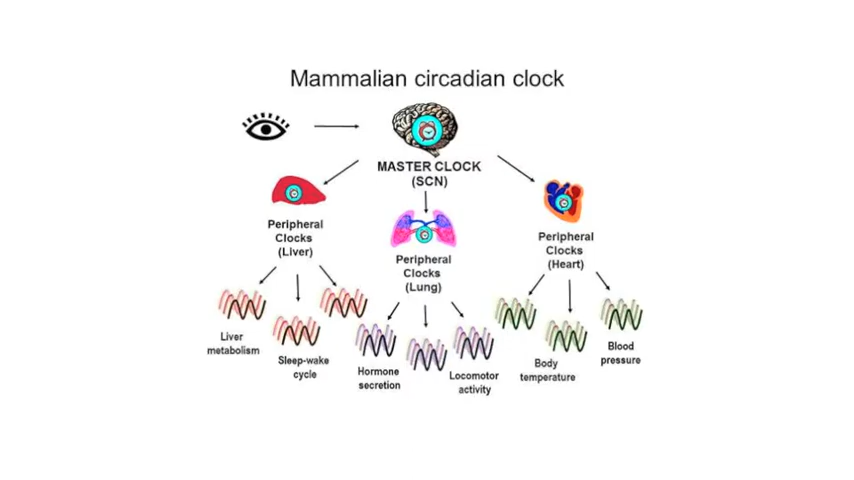 Mammalian circadian clock
MASTER CLOCK
(SCN)
Peripheral
Clocks
(Liver)
Peripheral
Clocks
(Lung)
Peripheral
Clocks
(Heart)
Liver
metabolism
Sleep-wake
cycle
Hormone
secretion
Locomotor
activity
Body
temperature
Blood
pressure